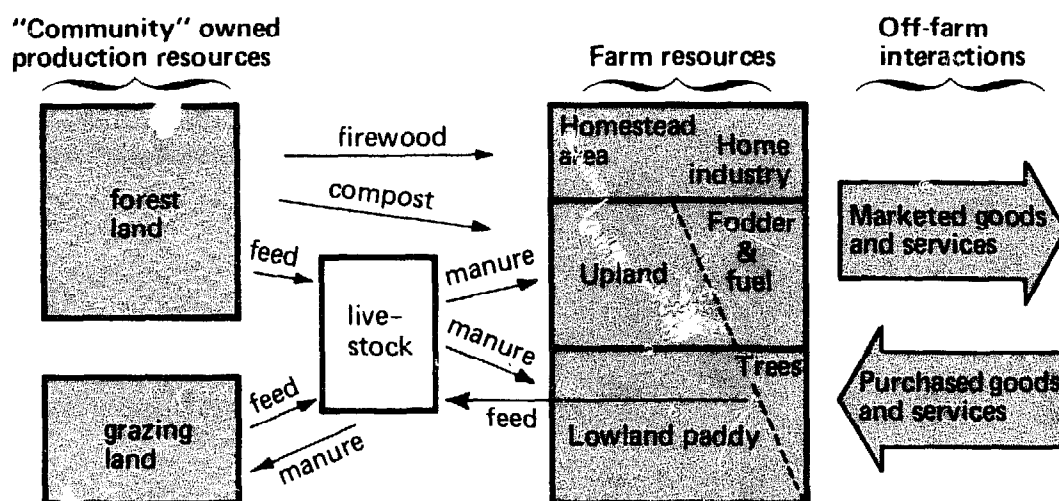 "Community" owned
production resources
Farm resources
Off-farm
interactions
forest
land
firewood
compost
feed
live-
stock
manure
manure
feed
manure
feed
grazing
land
Homestead
area
Home
industry
Upland
Fodder
&
fuel
Trees
Lowland paddy
Marketed goods
and services
Purchased goods
and services